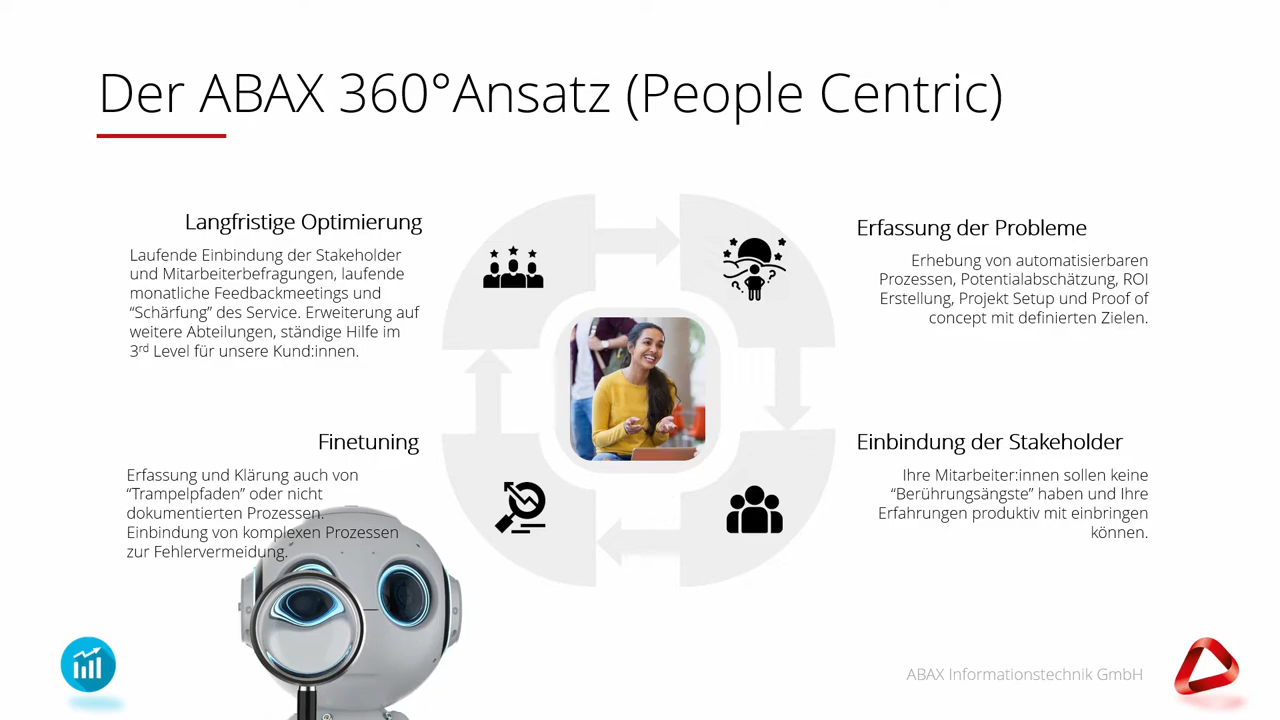 Der ABAX 360°Ansatz (People Centric)
Langfristige Optimierung
Laufende Einbindung der Stakeholder
und Mitarbeiterbefragungen, laufende
monatliche Feedbackmeetings und
“Schärfung” des Service. Erweiterung auf
weitere Abteilungen, ständige Hilfe im
3rd Level für unsere Kund:innen.
Erfassung der Probleme
Erhebung von automatisierbaren
Prozessen, Potentialabschätzung, ROI
Erstellung, Projekt Setup und Proof of
concept mit definierten Zielen.
Finetuning
Erfassung und Klärung auch von
“Trampelpfaden” oder nicht
dokumentierten Prozessen.
Einbindung von komplexen Prozessen
zur Fehlervermeidung.
Einbindung der Stakeholder
Ihre Mitarbeiter:innen sollen keine
“Berührungsängste” haben und Ihre
Erfahrungen produktiv mit einbringen
können.
ABAX Informationstechnik GmbH